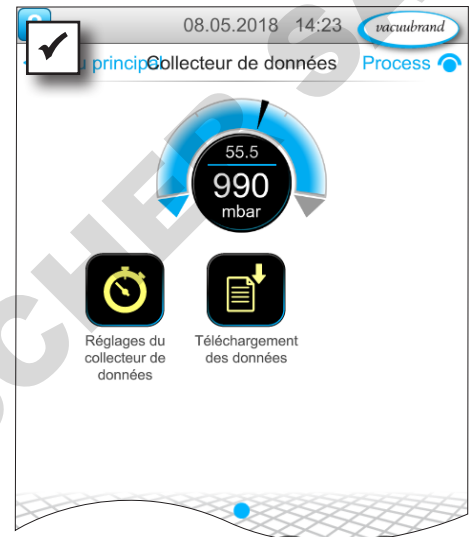 08.05.2018 14:23 vacuubrand
principal Collecteur de données Process
55.5
990
mbar
Réglages du
collecteur de
données
Téléchargement
des données